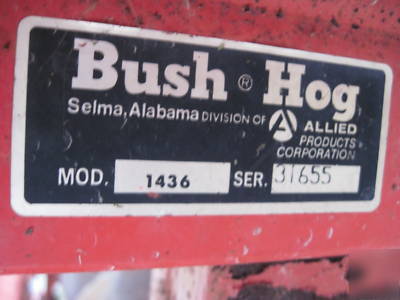 Bush® Hog
Selma, Alabama DIVISION OF ALLIED
PRODUCTS
CORPORATION
MOD. 1436 SER. 31655